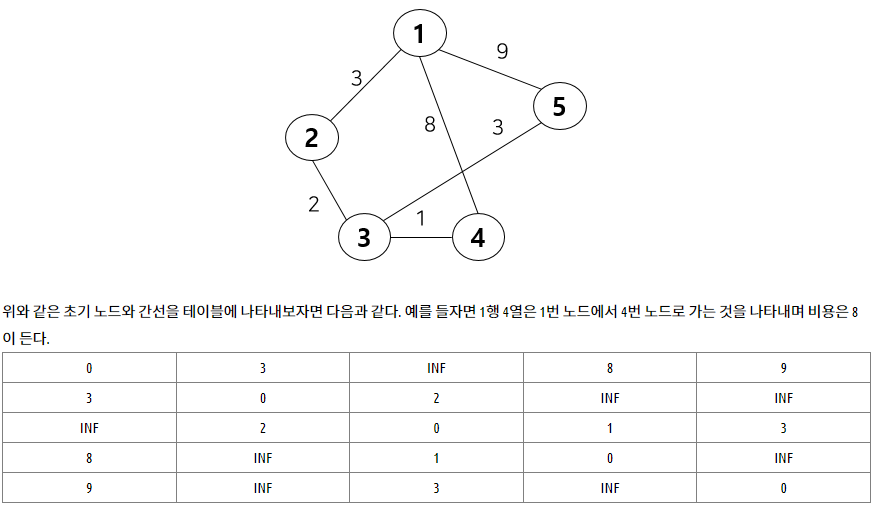 1
9
3
5
8
3
2
2
1
3
4
위와 같은 초기 노드와 간선을 테이블에 나타내보자면 다음과 같다. 예를 들자면 1행 4열은 1번 노드에서 4번 노드로 가는 것을 나타내며 비용은 8
이 든다.
0 3 INF 8 9
3 0 2 INF INF
INF 2 0 1 3
8 INF 1 0 INF
9 INF 3 INF 0